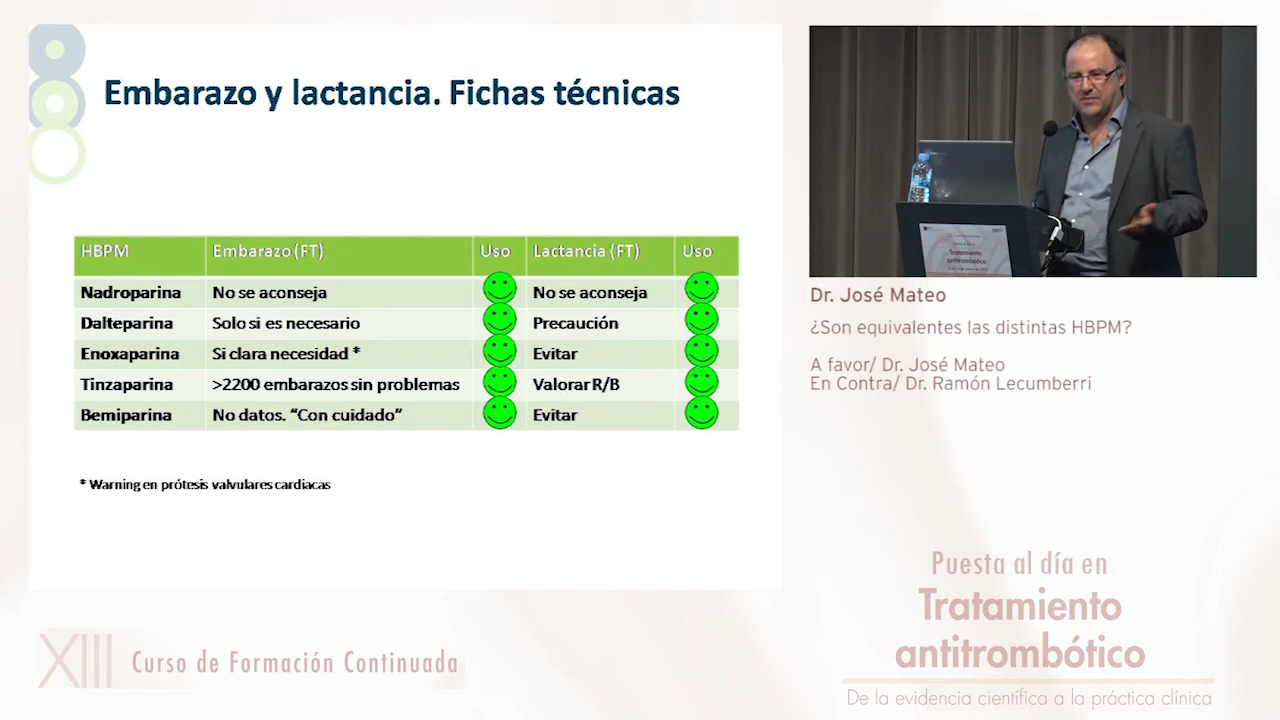 Embarazo y lactancia. Fichas técnicas
HBPM Embarazo (FT) Uso Lactancia (FT) Uso
Nadroparina No se aconseja No se aconseja
Dalteparina Solo si es necesario Precaución
Enoxaparina Si clara necesidad * Evitar
Tinzaparina >2200 embarazos sin problemas Valorar R/B
Bemiparina No datos. “Con cuidado” Evitar
* Warning en prótesis valvulares cardiacas
Tratamiento
antitrombótico
Dr. José Mateo
¿Son equivalentes las distintas HBPM?
A favor/ Dr. José Mateo
En Contra/ Dr. Ramón Lecumberri
Puesta al día en
Tratamiento
antitrombótico
De la evidencia científica a la práctica clínica
XIII Curso de Formación Continuada